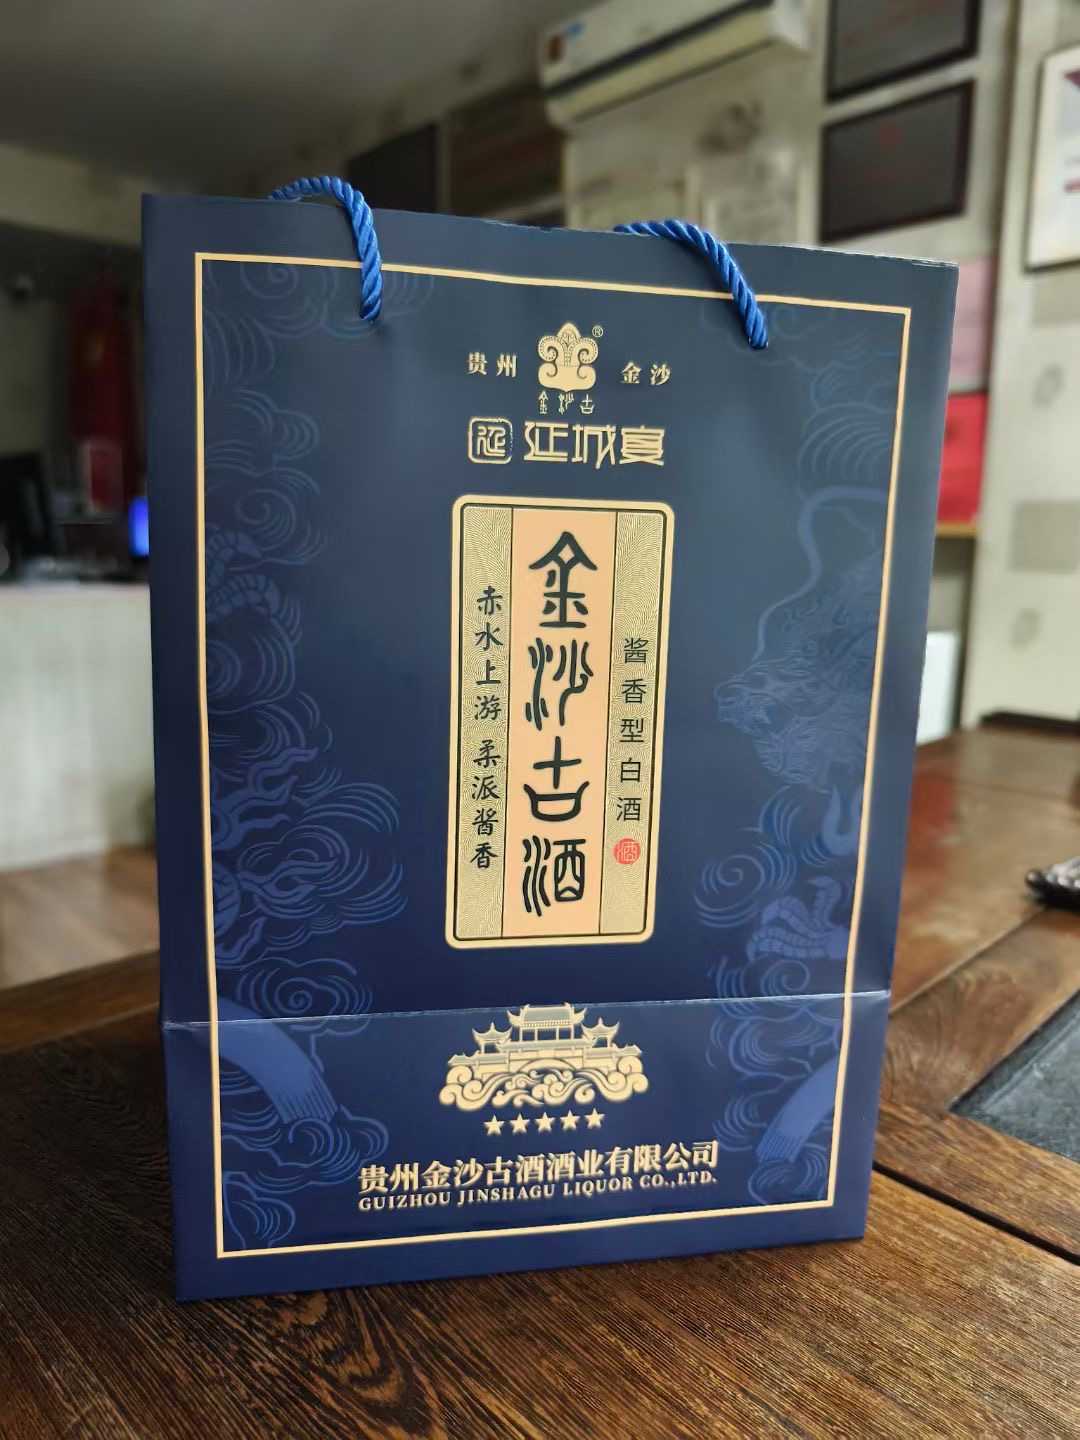 贵州 金沙
®
金沙古
延 延城宴
金沙古酒
酱香型白酒
酒
赤水上游 柔派酱香
贵州金沙古酒酒业有限公司
GUIZHOU JINSHAGU LIQUOR CO.,LTD.